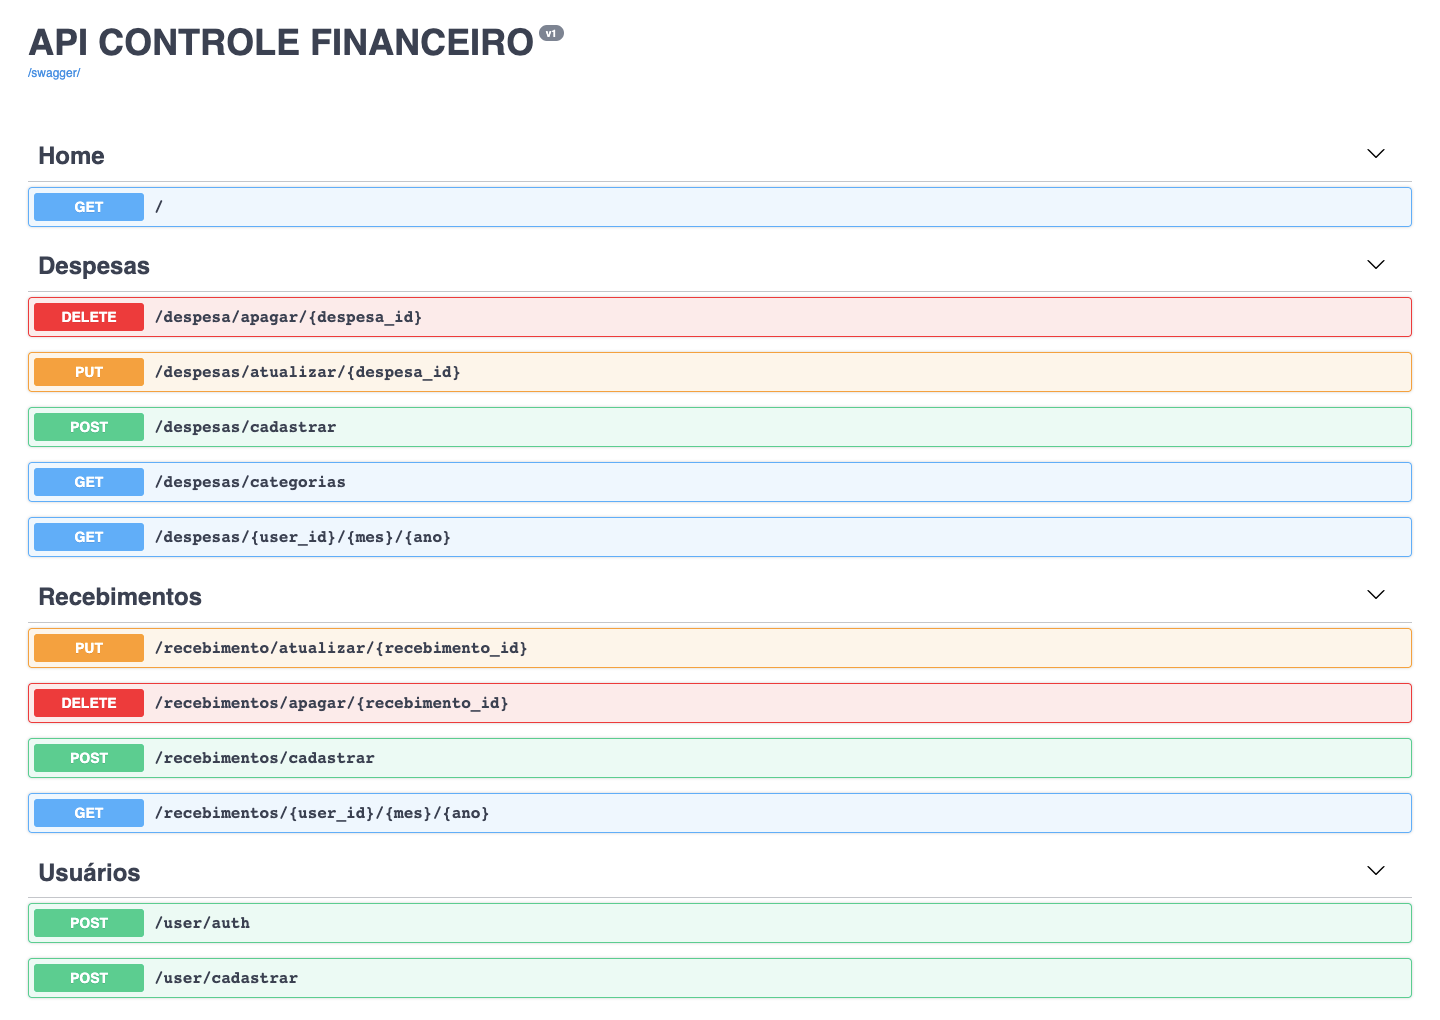 API CONTROLE FINANCEIRO v1
/swagger/
Home
GET /
Despesas
DELETE /despesa/apagar/{despesa_id}
PUT /despesas/atualizar/{despesa_id}
POST /despesas/cadastrar
GET /despesas/categorias
GET /despesas/{user_id}/{mes}/{ano}
Recebimentos
PUT /recebimento/atualizar/{recebimento_id}
DELETE /recebimentos/apagar/{recebimento_id}
POST /recebimentos/cadastrar
GET /recebimentos/{user_id}/{mes}/{ano}
Usuários
POST /user/auth
POST /user/cadastrar